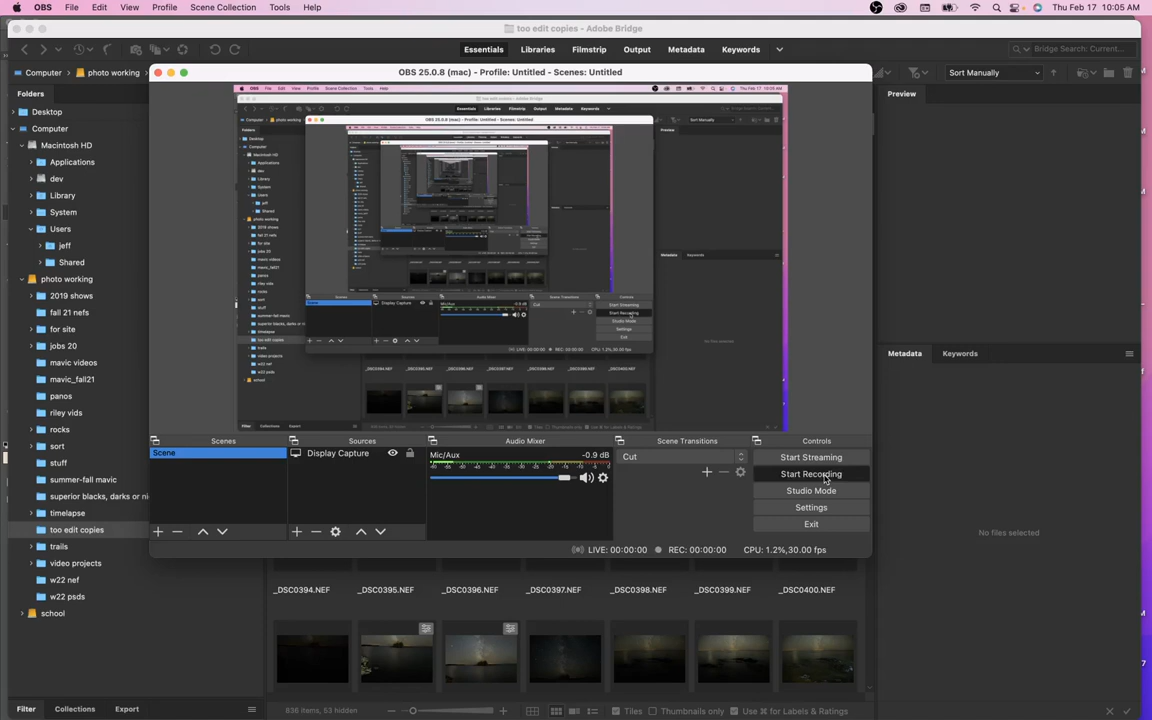 OBS File Edit View Profile Scene Collection Tools Help Thu Feb 17 10:05 AM
too edit copies — Adobe Bridge
Essentials Libraries Filmstrip Output Metadata Keywords Bridge Search: Current...
Computer photo working Sort Manually
Folders
Desktop
Computer
Macintosh HD
Applications
dev
Library
System
Users
jeff
Shared
photo working
2019 shows
fall 21 nefs
for site
jobs 20
mavic videos
mavic_fall21
panos
riley vids
rocks
sort
stuff
summer-fall mavic
superior blacks, darks or ni
timelapse
too edit copies
trails
video projects
w22 nef
w22 psds
school
Filter Collections Export
OBS 25.0.8 (mac) - Profile: Untitled - Scenes: Untitled
Scenes
Scene
Sources
Display Capture
Audio Mixer
Mic/Aux -0.9 dB
Scene Transitions
Cut
Controls
Start Streaming
Start Recording
Studio Mode
Settings
Exit
LIVE: 00:00:00 REC: 00:00:00 CPU: 1.2%,30.00 fps
_DSC0394.NEF _DSC0395.NEF _DSC0396.NEF _DSC0397.NEF _DSC0398.NEF _DSC0399.NEF _DSC0400.NEF
636 items, 53 hidden
Tiles Thumbnails only Use ⌘ for Labels & Ratings
Preview
Metadata Keywords
No files selected